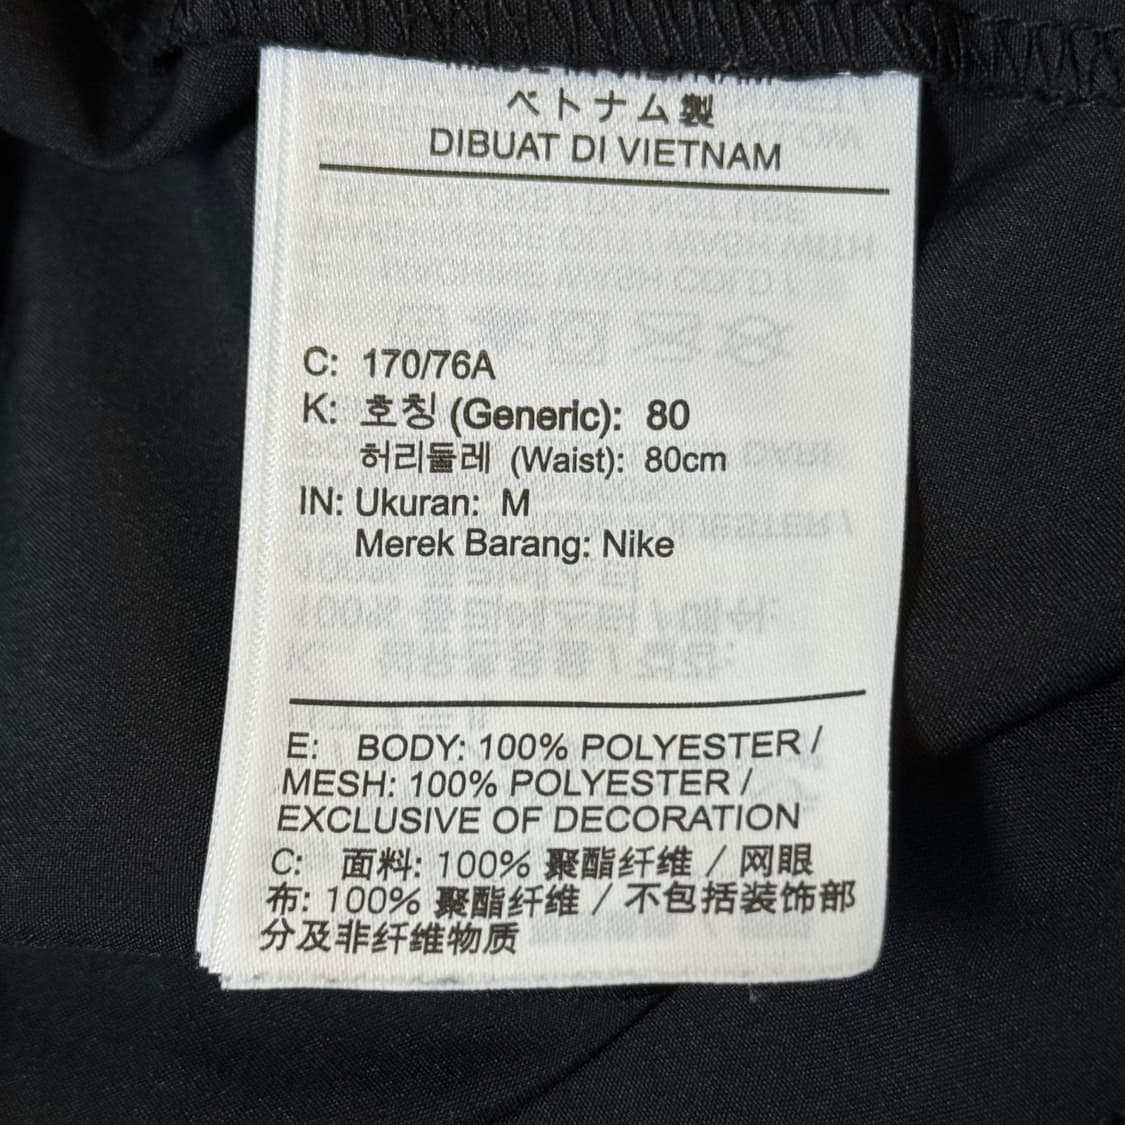 MADE IN VIETNAM
ベトナム製
DIBUAT DI VIETNAM
C: 170/76A
K: 호칭 (Generic): 80
허리둘레 (Waist): 80cm
IN: Ukuran: M
Merek Barang: Nike
E: BODY: 100% POLYESTER /
MESH: 100% POLYESTER /
EXCLUSIVE OF DECORATION
C: 面料: 100% 聚酯纤维 / 网眼
布: 100% 聚酯纤维 / 不包括装饰部
分及非纤维物质